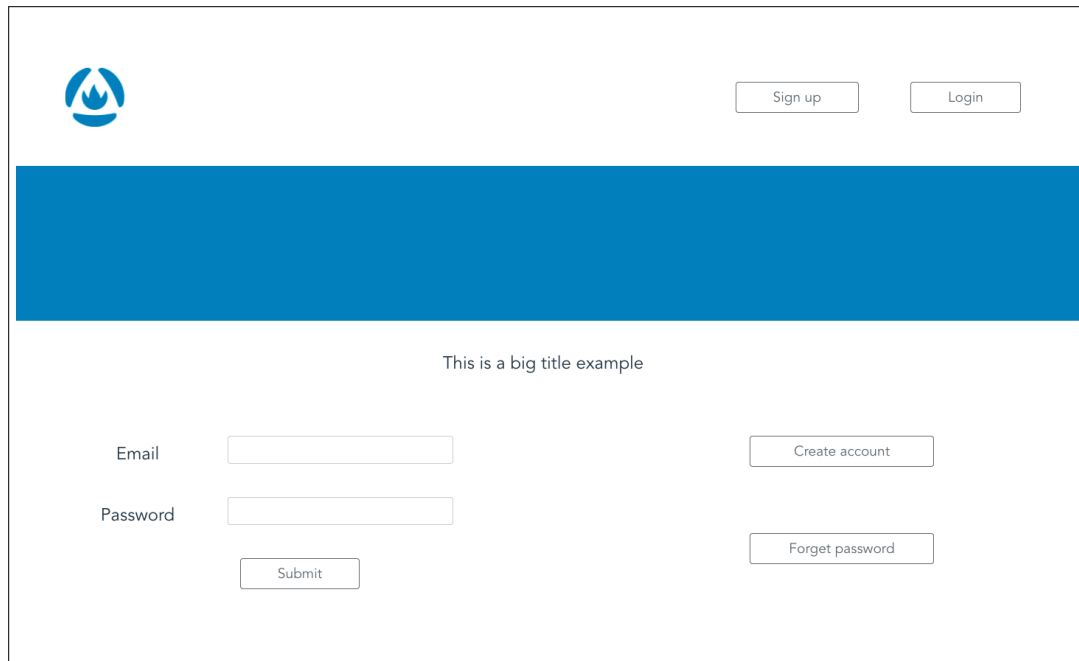 Sign up
Login
This is a big title example
Email
Create account
Password
Forget password
Submit